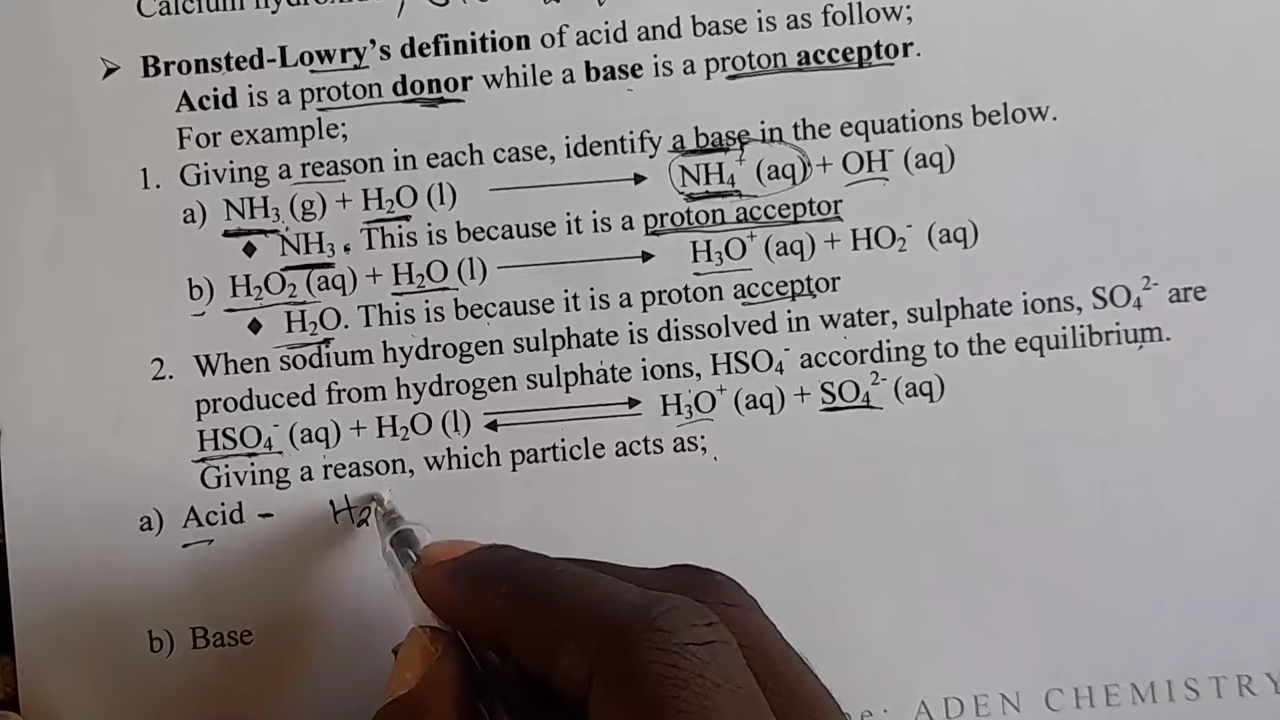 Calcium
➤ Bronsted-Lowry's definition of acid and base is as follow;
Acid is a proton donor while a base is a proton acceptor.
For example;
1. Giving a reason in each case, identify a base in the equations below.
a) NH₃ (g) + H₂O (l) ⟶ NH₄⁺ (aq) + OH⁻ (aq)
◆ NH₃. This is because it is a proton acceptor
b) H₂O₂ (aq) + H₂O (l) ⟶ H₃O⁺ (aq) + HO₂⁻ (aq)
◆ H₂O. This is because it is a proton acceptor
2. When sodium hydrogen sulphate is dissolved in water, sulphate ions, SO₄²⁻ are
produced from hydrogen sulphate ions, HSO₄⁻ according to the equilibrium.
HSO₄⁻ (aq) + H₂O (l) ⇌ H₃O⁺ (aq) + SO₄²⁻ (aq)
Giving a reason, which particle acts as;
a) Acid - H₂
b) Base
ADEN CHEMISTRY